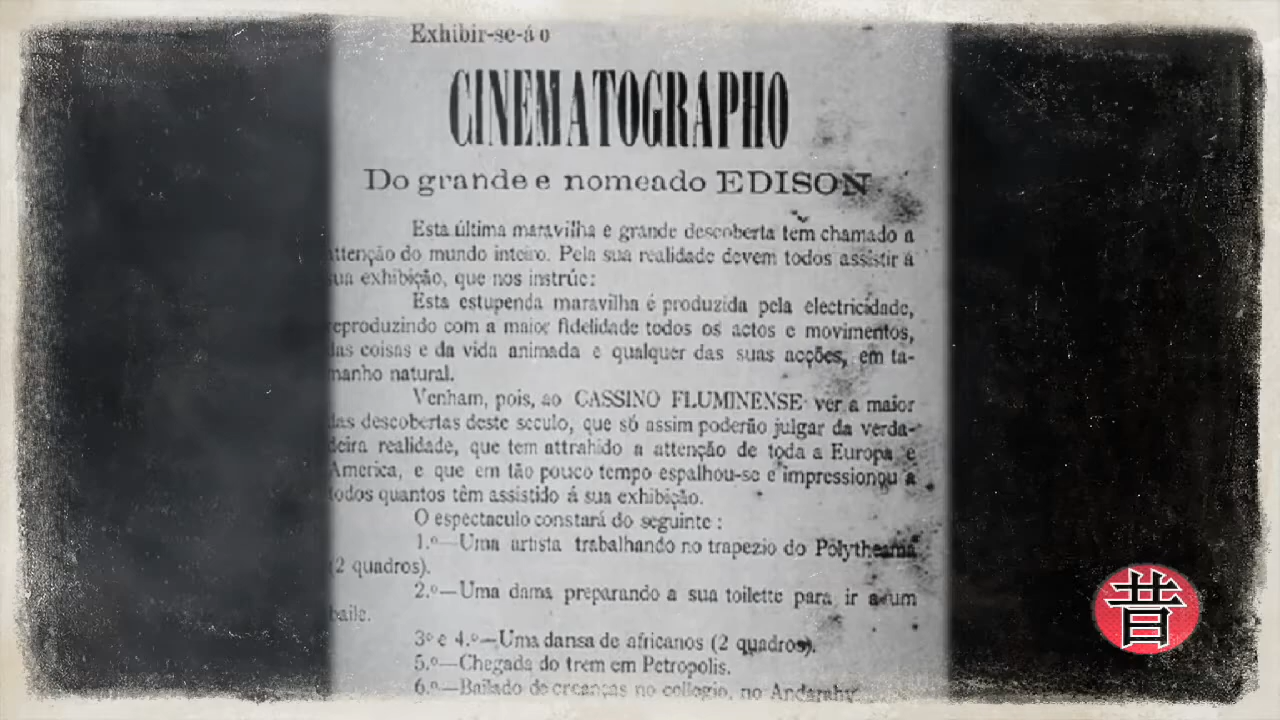 Exhibir-se-á o
CINEMATOGRAPHO
Do grande e nomeado EDISON
Esta última maravilha e grande descoberta têm chamado a
attenção do mundo inteiro. Pela sua realidade devem todos assistir á
sua exhibição, que nos instrúe:
Esta estupenda maravilha é produzida pela electricidade,
reproduzindo com a maior fidelidade todos os actos e movimentos,
das coisas e da vida animada e qualquer das suas acções, em ta-
manho natural.
Venham, pois, ao CASSINO FLUMINENSE ver a maior
das descobertas deste seculo, que só assim poderão julgar da verda-
deira realidade, que tem attrahido a attenção de toda a Europa e
America, e que em tão pouco tempo espalhou-se e impressionou a
todos quantos têm assistido á sua exhibição.
O espectaculo constará do seguinte :
1.º—Uma artista trabalhando no trapezio do Polytheama
(2 quadros).
2.º—Uma dama preparando a sua toilette para ir a um
baile.
3º e 4.º—Uma dansa de africanos (2 quadros).
5.º—Chegada do trem em Petropolis.
6.º—Bailado de creanças no collegio, no Andarahy
昔